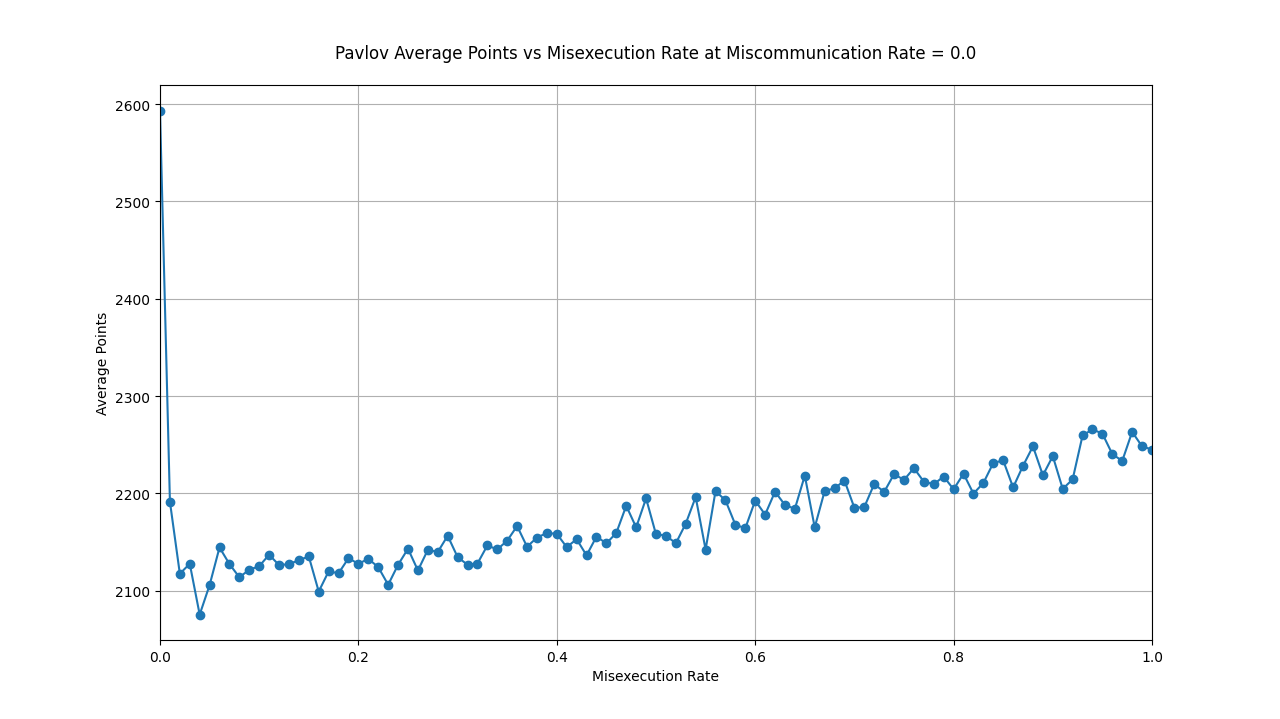 Pavlov Average Points vs Misexecution Rate at Miscommunication Rate = 0.0
2600
2500
2400
2300
2200
2100
Average Points
0.0 0.2 0.4 0.6 0.8 1.0
Misexecution Rate